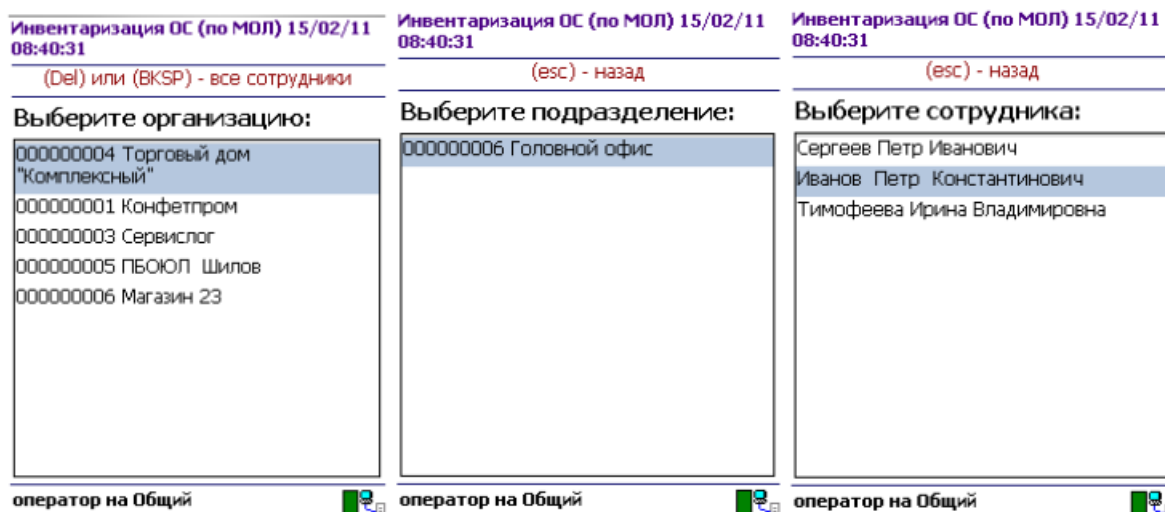 Инвентаризация ОС (по МОЛ) 15/02/11
08:40:31
(Del) или (BKSP) - все сотрудники
Выберите организацию:
000000004 Торговый дом
"Комплексный"
000000001 Конфетпром
000000003 Сервислог
000000005 ПБОЮЛ Шилов
000000006 Магазин 23
оператор на Общий
Инвентаризация ОС (по МОЛ) 15/02/11
08:40:31
(esc) - назад
Выберите подразделение:
000000006 Головной офис
оператор на Общий
Инвентаризация ОС (по МОЛ) 15/02/11
08:40:31
(esc) - назад
Выберите сотрудника:
Сергеев Петр Иванович
Иванов Петр Константинович
Тимофеева Ирина Владимировна
оператор на Общий